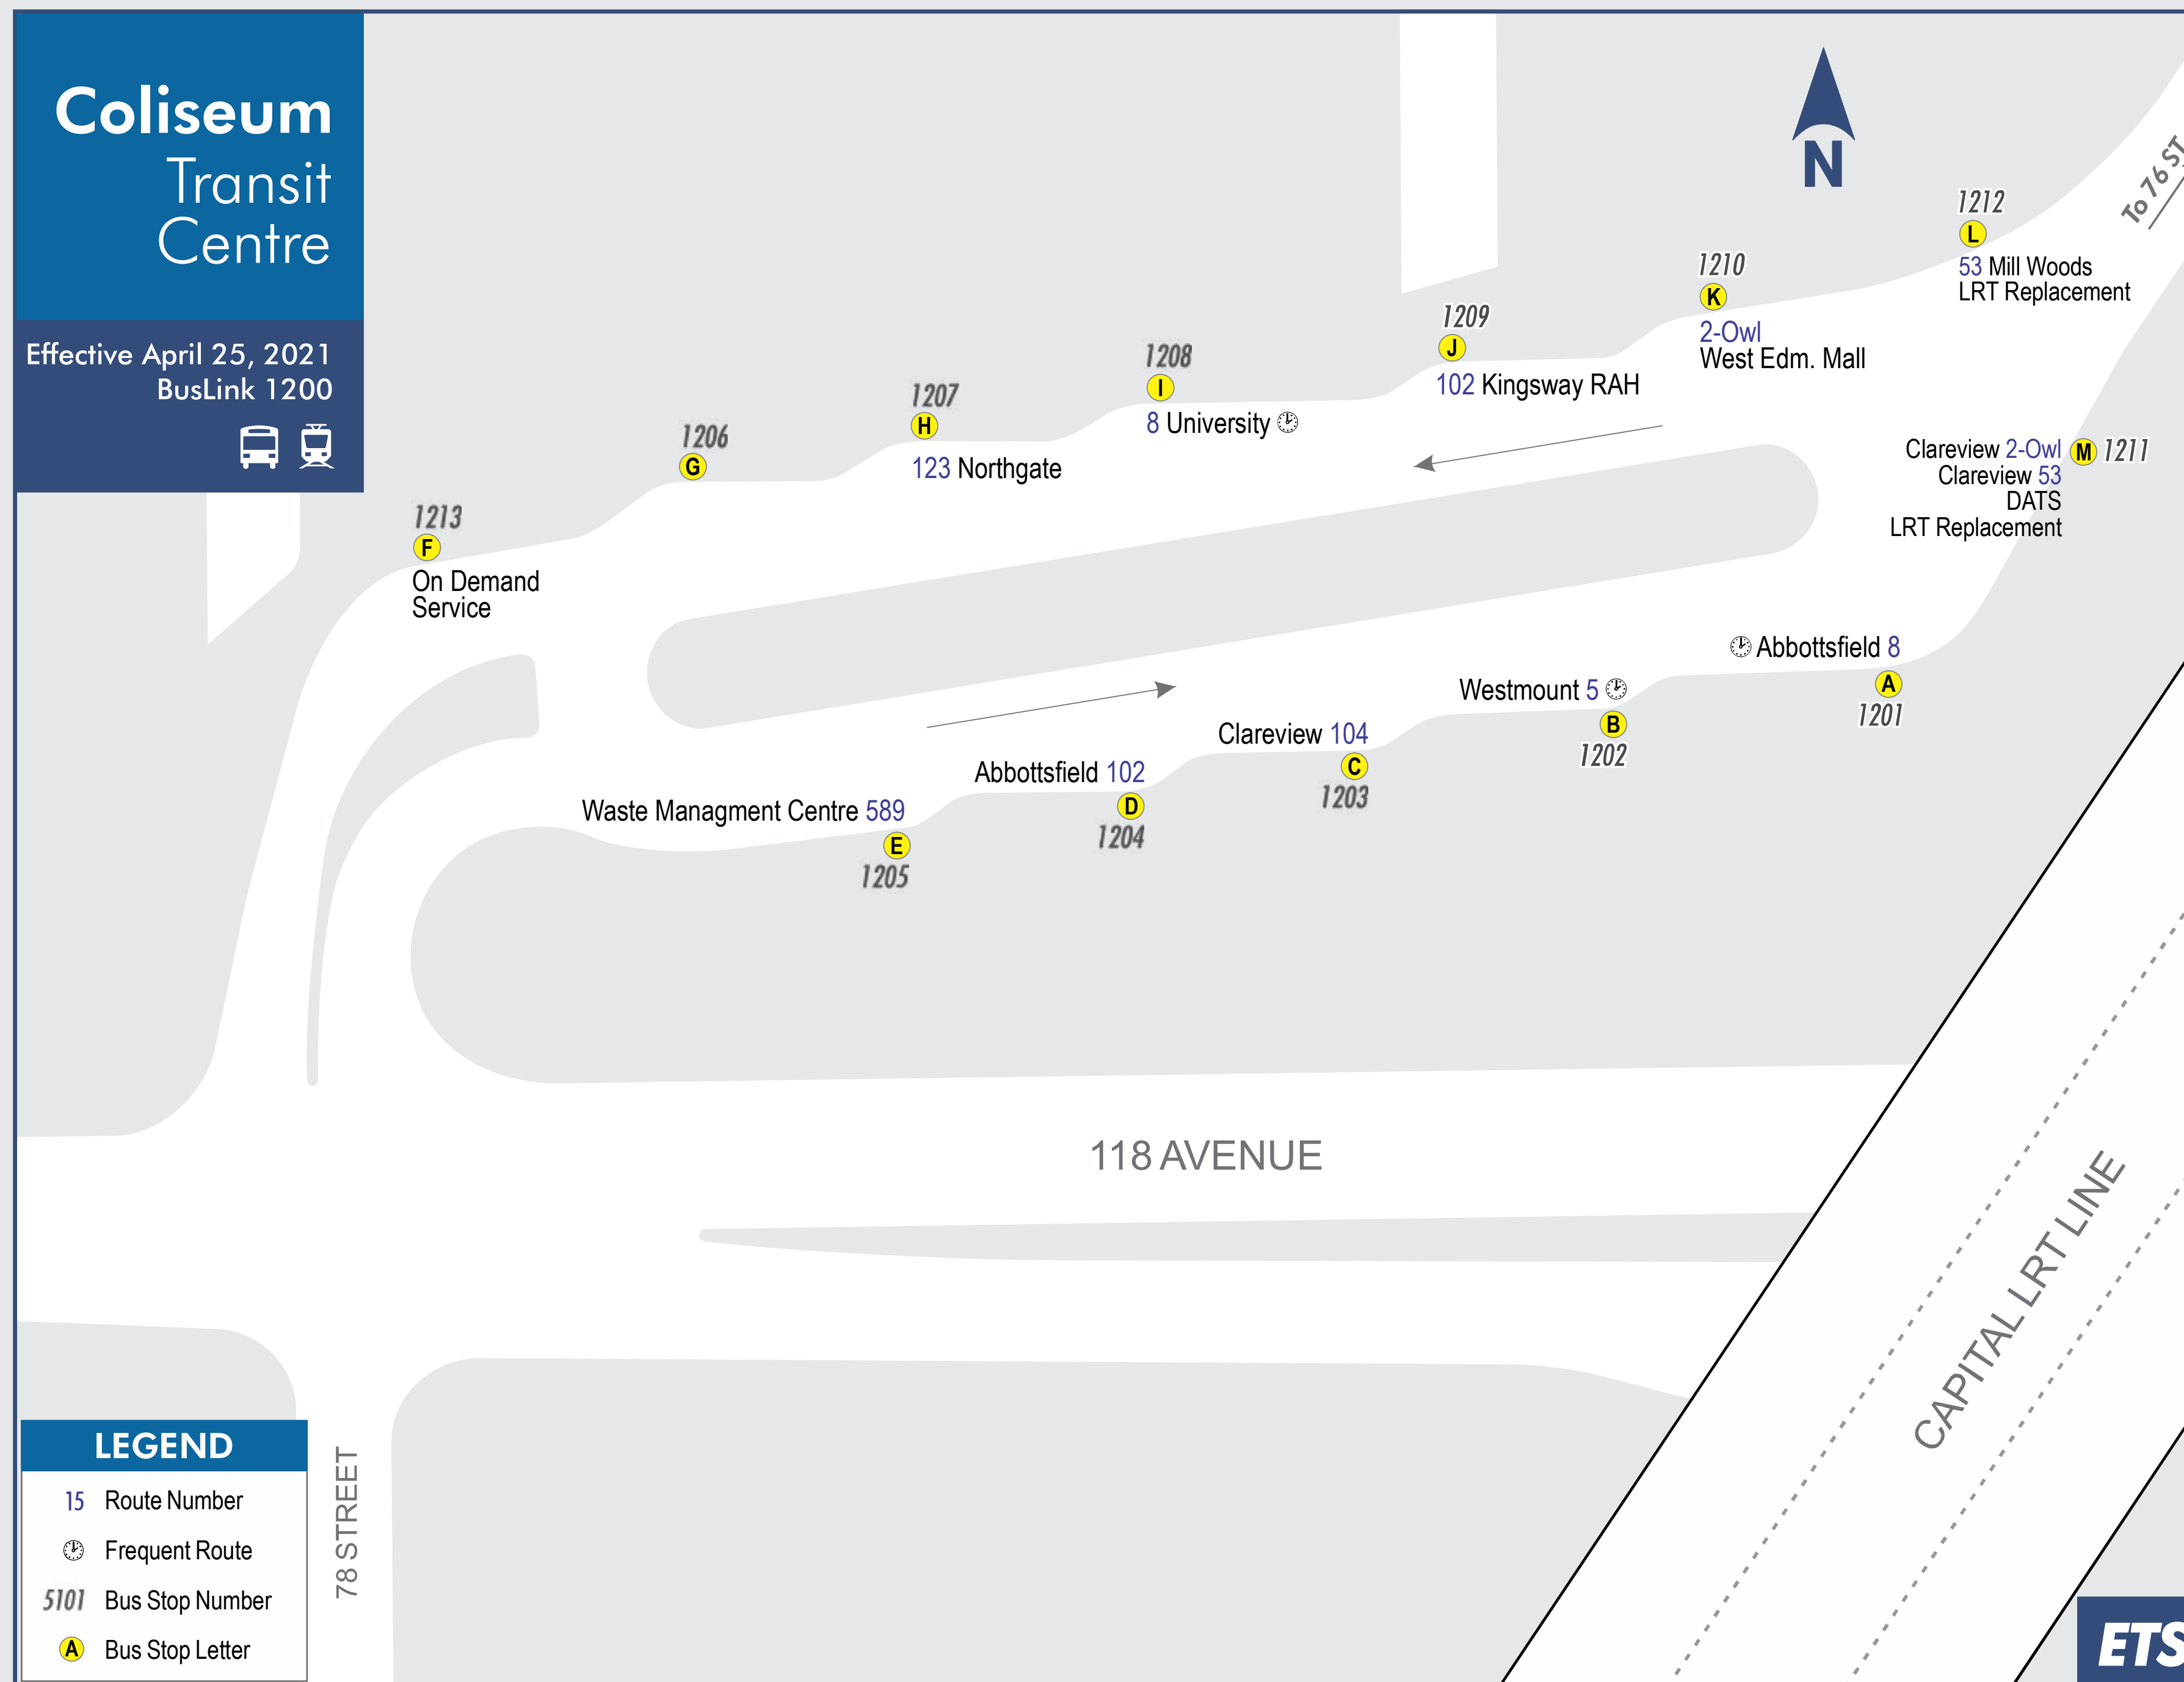 Coliseum
Transit
Centre
Effective April 25, 2021
BusLink 1200
N
To 76 ST
1212
L
53 Mill Woods
LRT Replacement
1210
K
2-Owl
West Edm. Mall
1209
J
102 Kingsway RAH
1208
I
8 University
1207
H
123 Northgate
1206
G
1213
F
On Demand
Service
Clareview 2-Owl M 1211
Clareview 53
DATS
LRT Replacement
Abbottsfield 8
A
1201
Westmount 5
B
1202
Clareview 104
C
1203
Abbottsfield 102
D
1204
Waste Managment Centre 589
E
1205
118 AVENUE
CAPITAL LRT LINE
78 STREET
LEGEND
15 Route Number
Frequent Route
5101 Bus Stop Number
A Bus Stop Letter
ETS